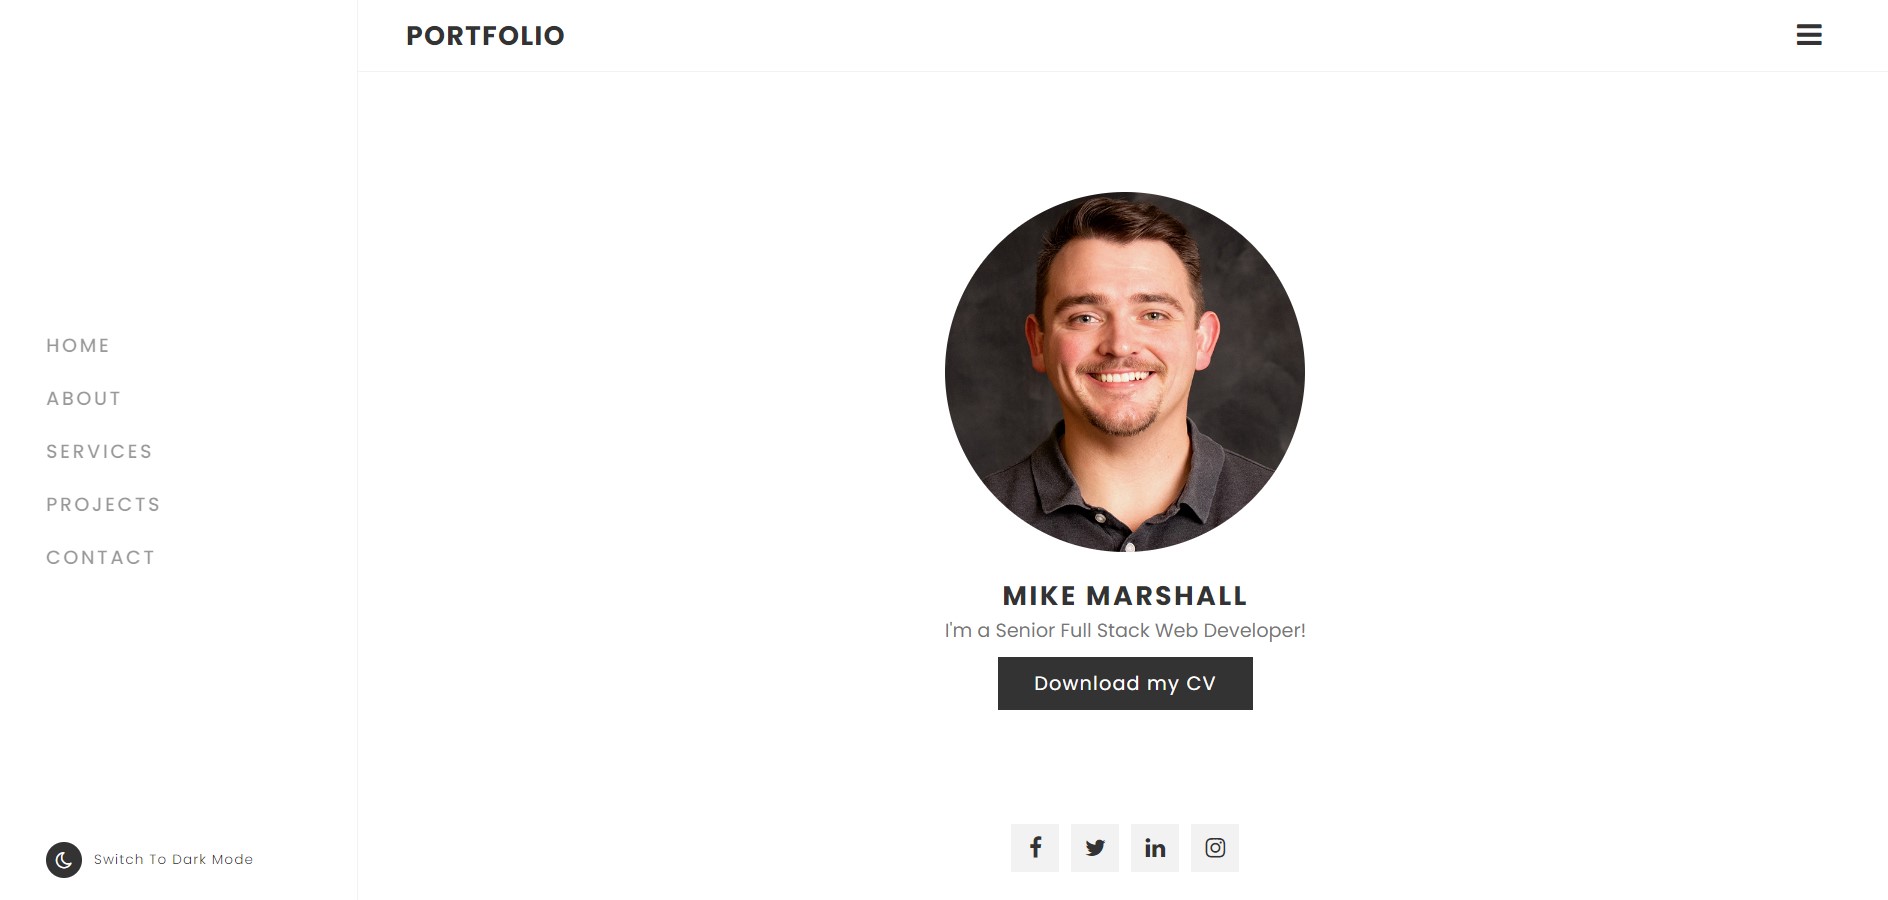 PORTFOLIO
HOME
ABOUT
SERVICES
PROJECTS
CONTACT
Switch To Dark Mode
MIKE MARSHALL
I'm a Senior Full Stack Web Developer!
Download my CV